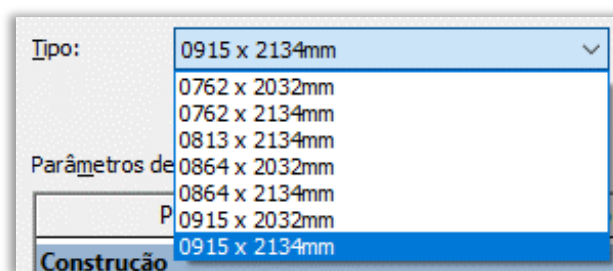 Tipo: 0915 x 2134mm
0762 x 2032mm
0762 x 2134mm
0813 x 2134mm
0864 x 2032mm
Parâmetros de
0864 x 2134mm
P
0915 x 2032mm
0915 x 2134mm
Construção